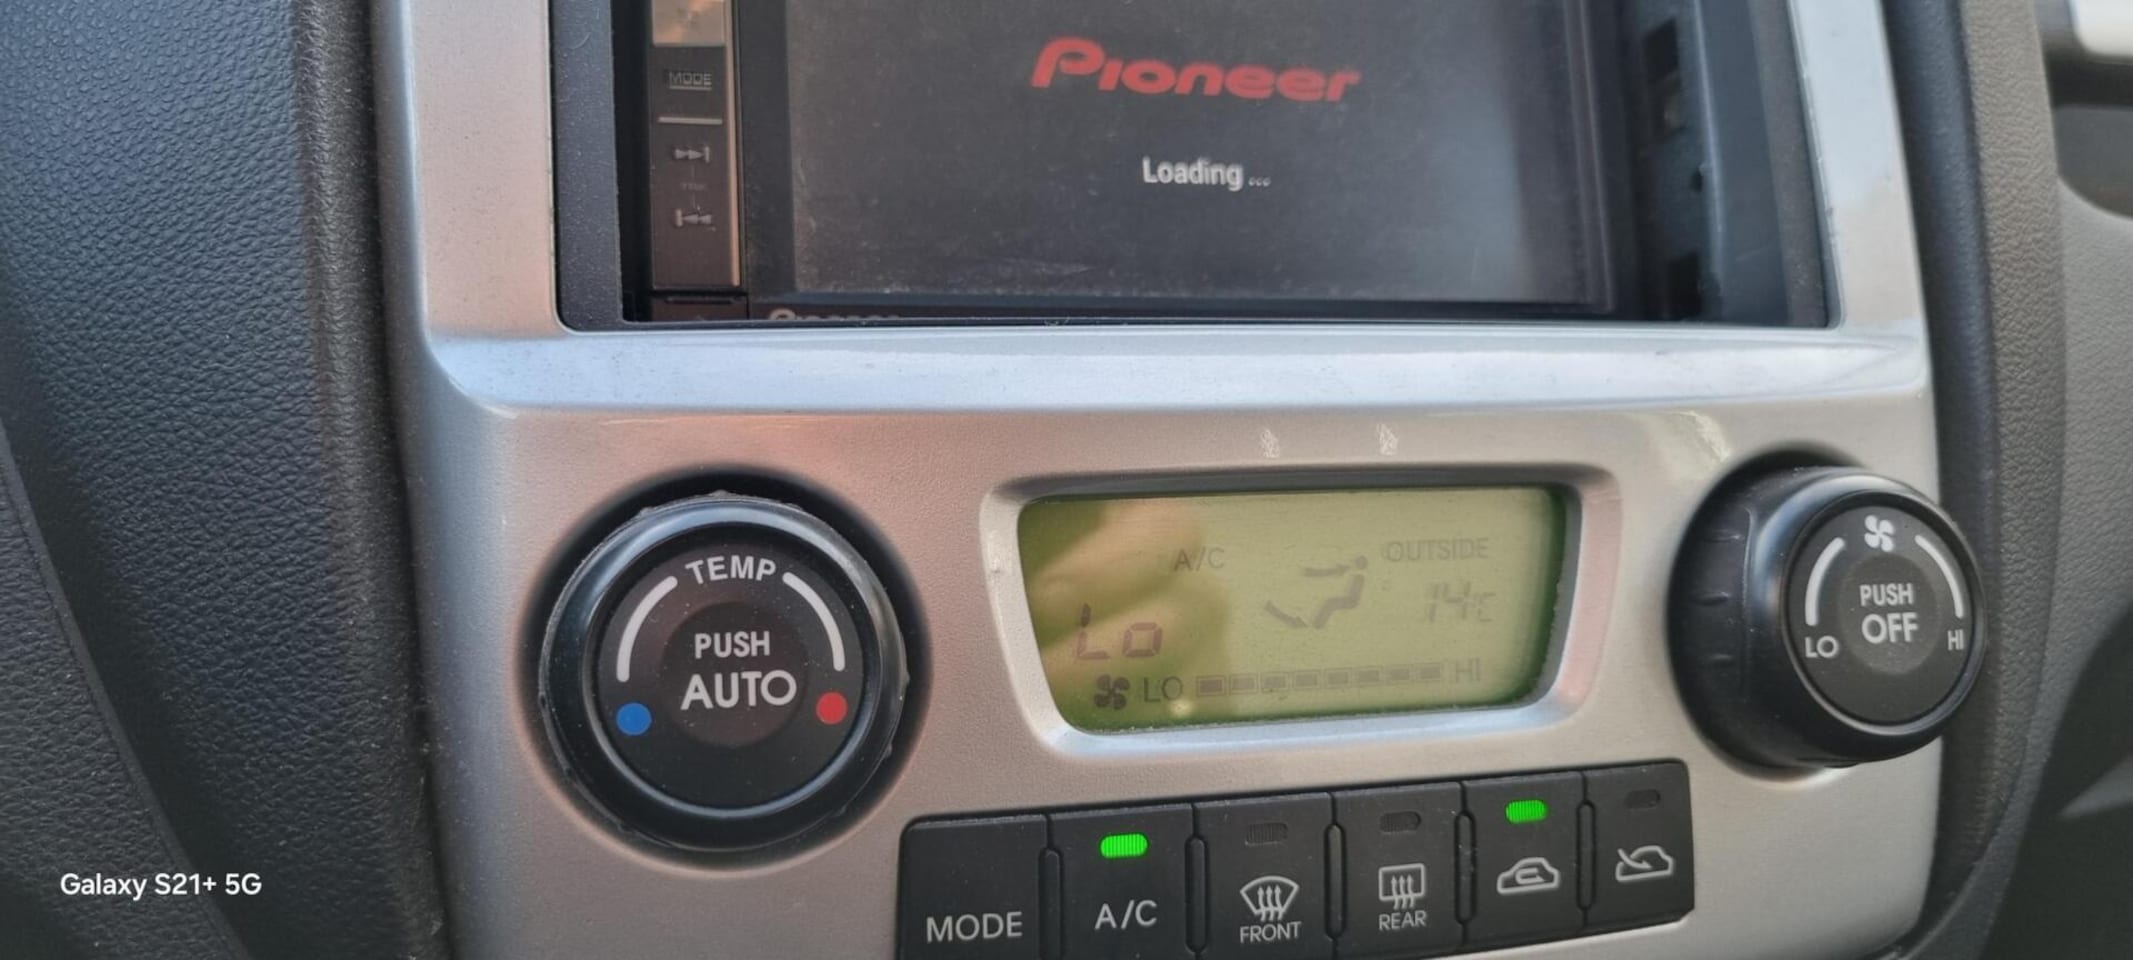 Pioneer
MODE
Loading ...
TEMP
PUSH
AUTO
A/C
OUTSIDE
14°C
Lo
LO
HI
PUSH
OFF
LO
HI
MODE
A/C
FRONT
REAR
Galaxy S21+ 5G